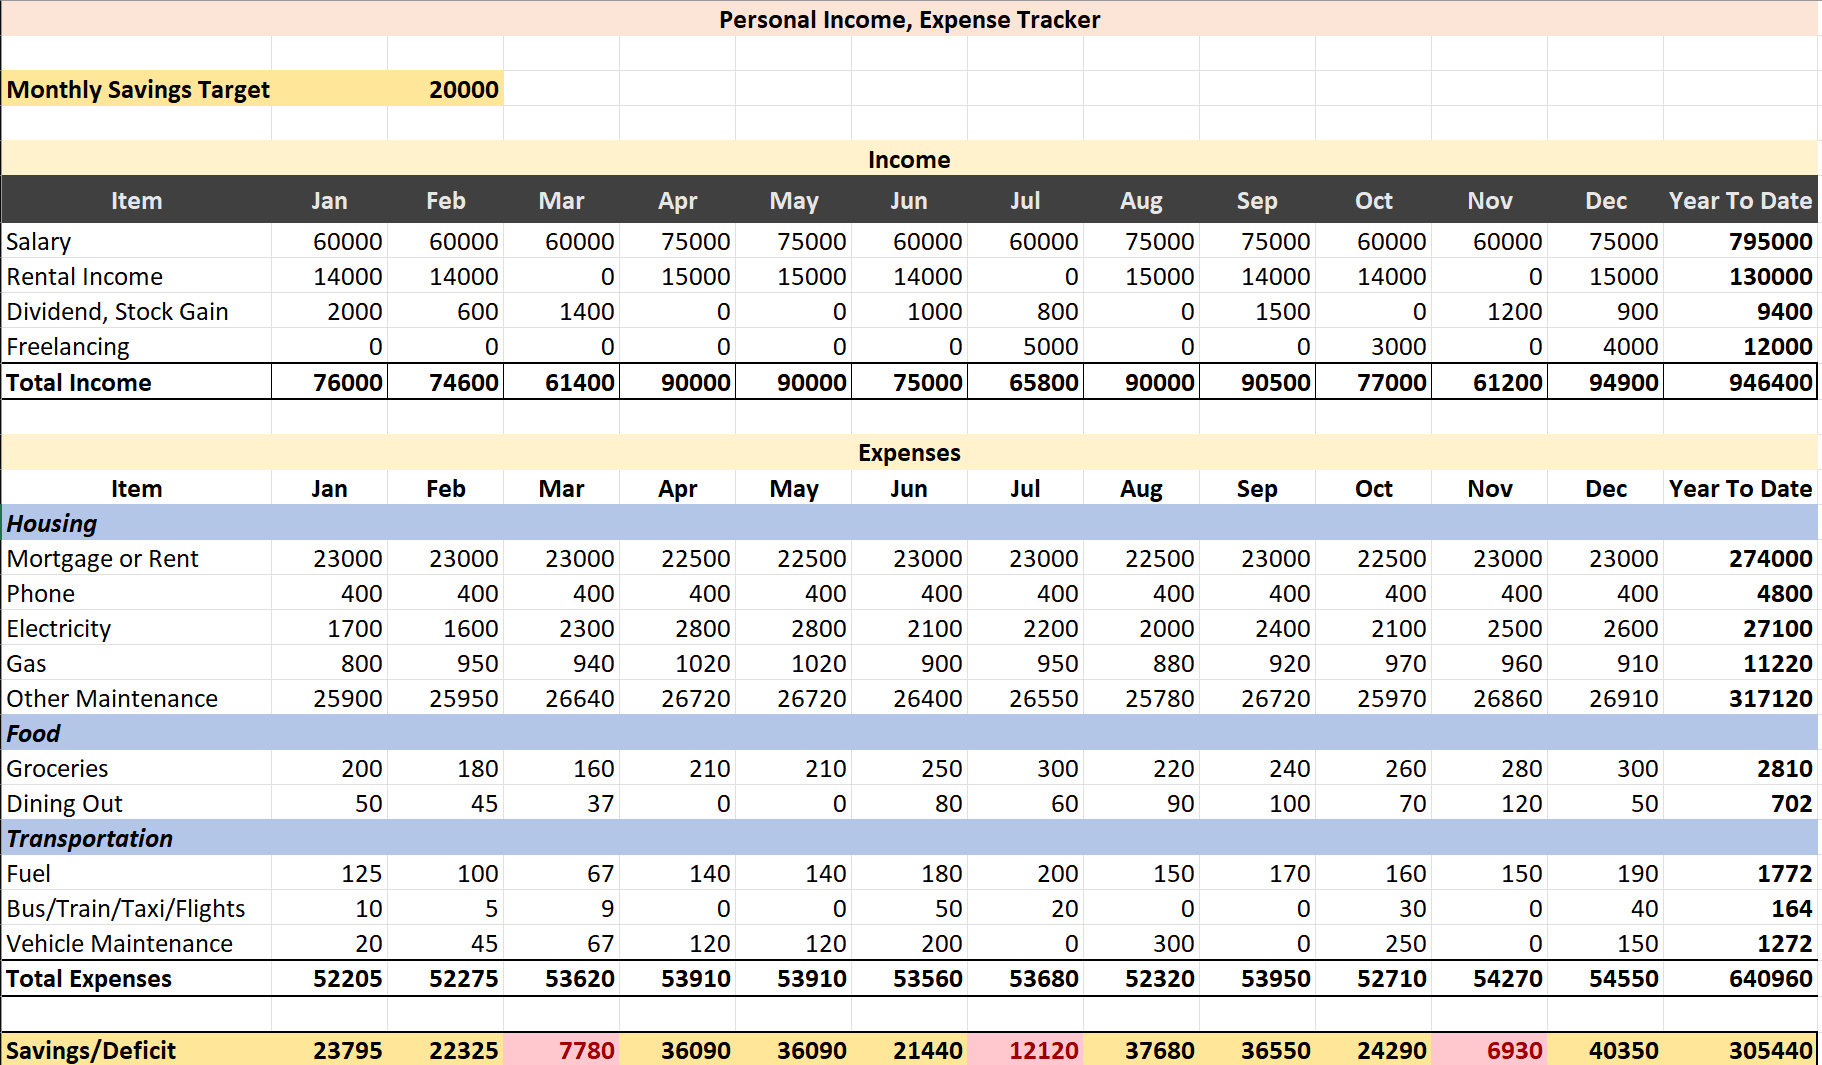 Personal Income, Expense Tracker
Monthly Savings Target 20000
Income
Item Jan Feb Mar Apr May Jun Jul Aug Sep Oct Nov Dec Year To Date
Salary 60000 60000 60000 75000 75000 60000 60000 75000 75000 60000 60000 75000 795000
Rental Income 14000 14000 0 15000 15000 14000 0 15000 14000 14000 0 15000 130000
Dividend, Stock Gain 2000 600 1400 0 0 1000 800 0 1500 0 1200 900 9400
Freelancing 0 0 0 0 0 0 5000 0 0 3000 0 4000 12000
Total Income 76000 74600 61400 90000 90000 75000 65800 90000 90500 77000 61200 94900 946400
Expenses
Item Jan Feb Mar Apr May Jun Jul Aug Sep Oct Nov Dec Year To Date
Housing
Mortgage or Rent 23000 23000 23000 22500 22500 23000 23000 22500 23000 22500 23000 23000 274000
Phone 400 400 400 400 400 400 400 400 400 400 400 400 4800
Electricity 1700 1600 2300 2800 2800 2100 2200 2000 2400 2100 2500 2600 27100
Gas 800 950 940 1020 1020 900 950 880 920 970 960 910 11220
Other Maintenance 25900 25950 26640 26720 26720 26400 26550 25780 26720 25970 26860 26910 317120
Food
Groceries 200 180 160 210 210 250 300 220 240 260 280 300 2810
Dining Out 50 45 37 0 0 80 60 90 100 70 120 50 702
Transportation
Fuel 125 100 67 140 140 180 200 150 170 160 150 190 1772
Bus/Train/Taxi/Flights 10 5 9 0 0 50 20 0 0 30 0 40 164
Vehicle Maintenance 20 45 67 120 120 200 0 300 0 250 0 150 1272
Total Expenses 52205 52275 53620 53910 53910 53560 53680 52320 53950 52710 54270 54550 640960
Savings/Deficit 23795 22325 7780 36090 36090 21440 12120 37680 36550 24290 6930 40350 305440